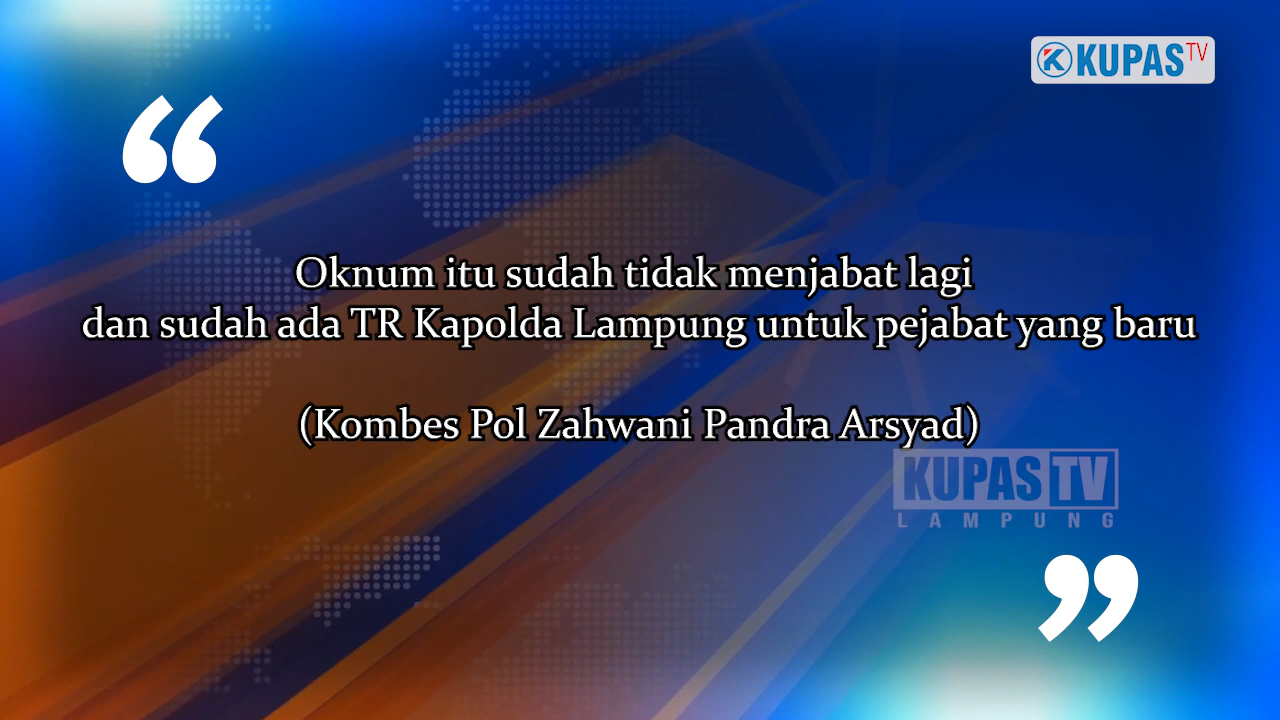 KUPAS TV
“
Oknum itu sudah tidak menjabat lagi
dan sudah ada TR Kapolda Lampung untuk pejabat yang baru
(Kombes Pol Zahwani Pandra Arsyad)
KUPAS TV
LAMPUNG
”